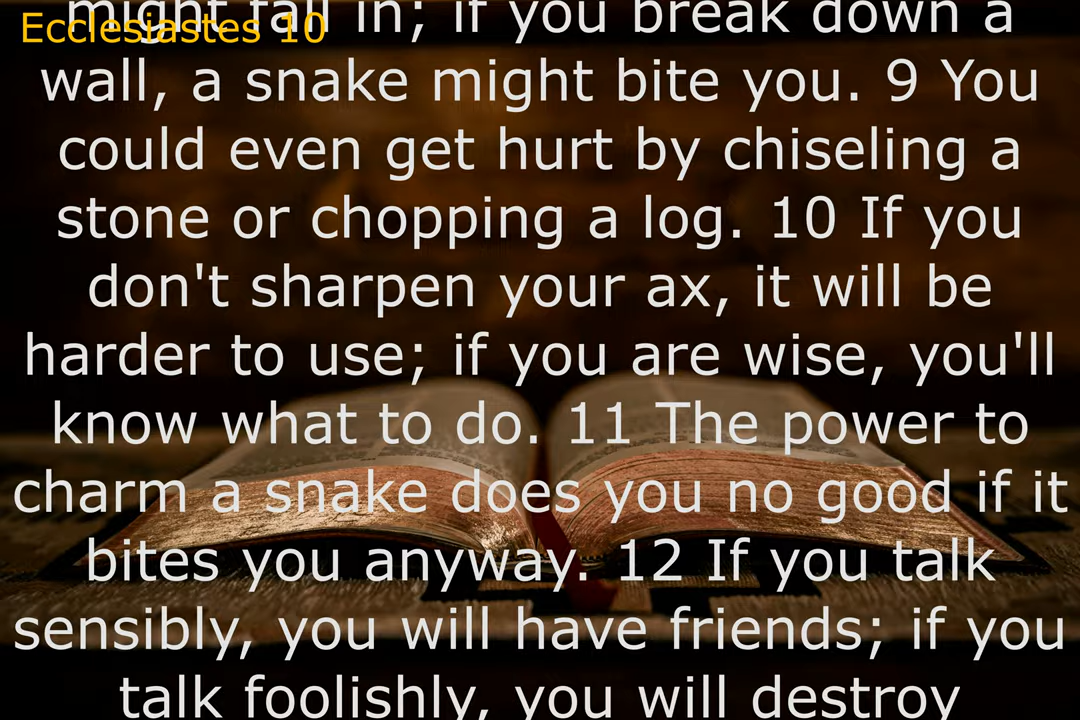 might fall in; if you break down a
Ecclesiastes 10
wall, a snake might bite you. 9 You
could even get hurt by chiseling a
stone or chopping a log. 10 If you
don't sharpen your ax, it will be
harder to use; if you are wise, you'll
know what to do. 11 The power to
charm a snake does you no good if it
bites you anyway. 12 If you talk
sensibly, you will have friends; if you
talk foolishly, you will destroy